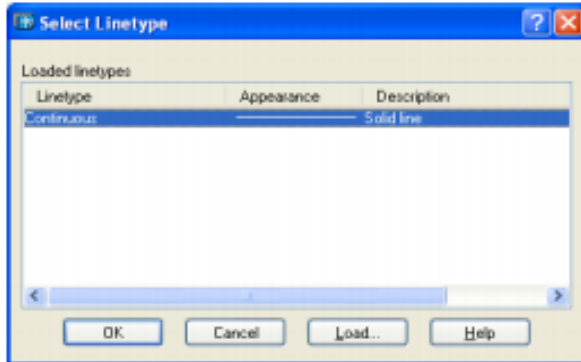 Select Linetype
Loaded linetypes
Linetype Appearance Description
Continuous Solid line
OK Cancel Load... Help